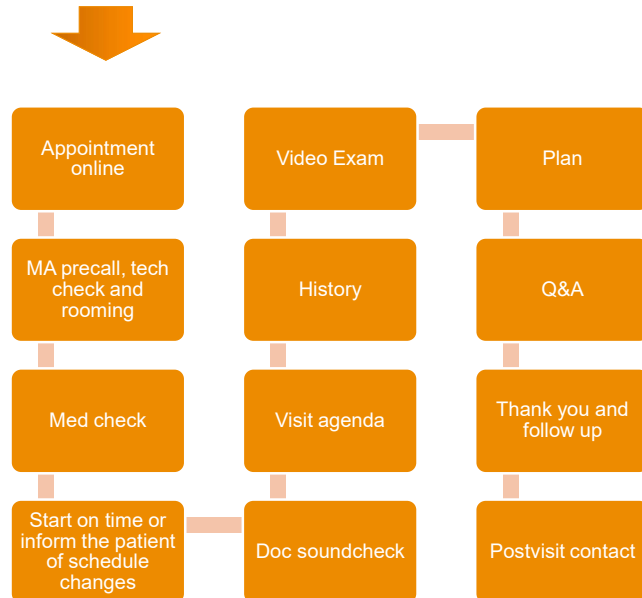 Appointment
online
MA precall, tech
check and
rooming
Med check
Start on time or
inform the patient
of schedule
changes
Doc soundcheck
Visit agenda
History
Video Exam
Plan
Q&A
Thank you and
follow up
Postvisit contact